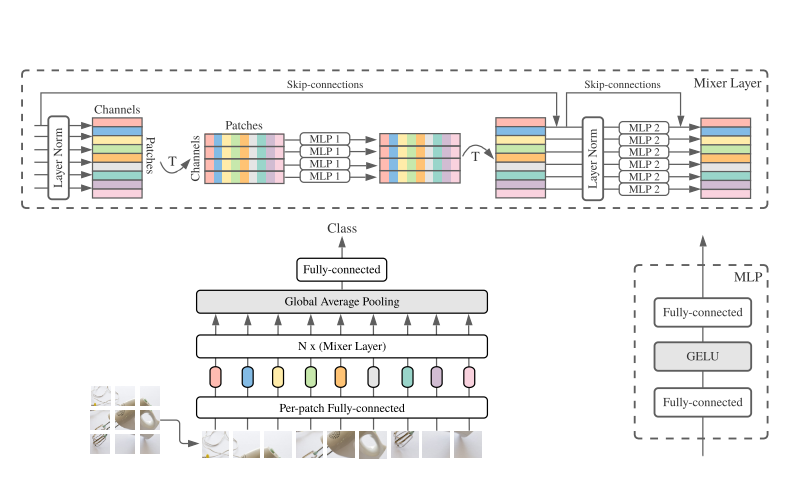 Skip-connections
Skip-connections
Mixer Layer
Channels
Layer Norm
Patches
T
Channels
Patches
MLP 1
MLP 1
MLP 1
MLP 1
T
Layer Norm
MLP 2
MLP 2
MLP 2
MLP 2
MLP 2
MLP 2
Class
Fully-connected
Global Average Pooling
N x (Mixer Layer)
Per-patch Fully-connected
MLP
Fully-connected
GELU
Fully-connected